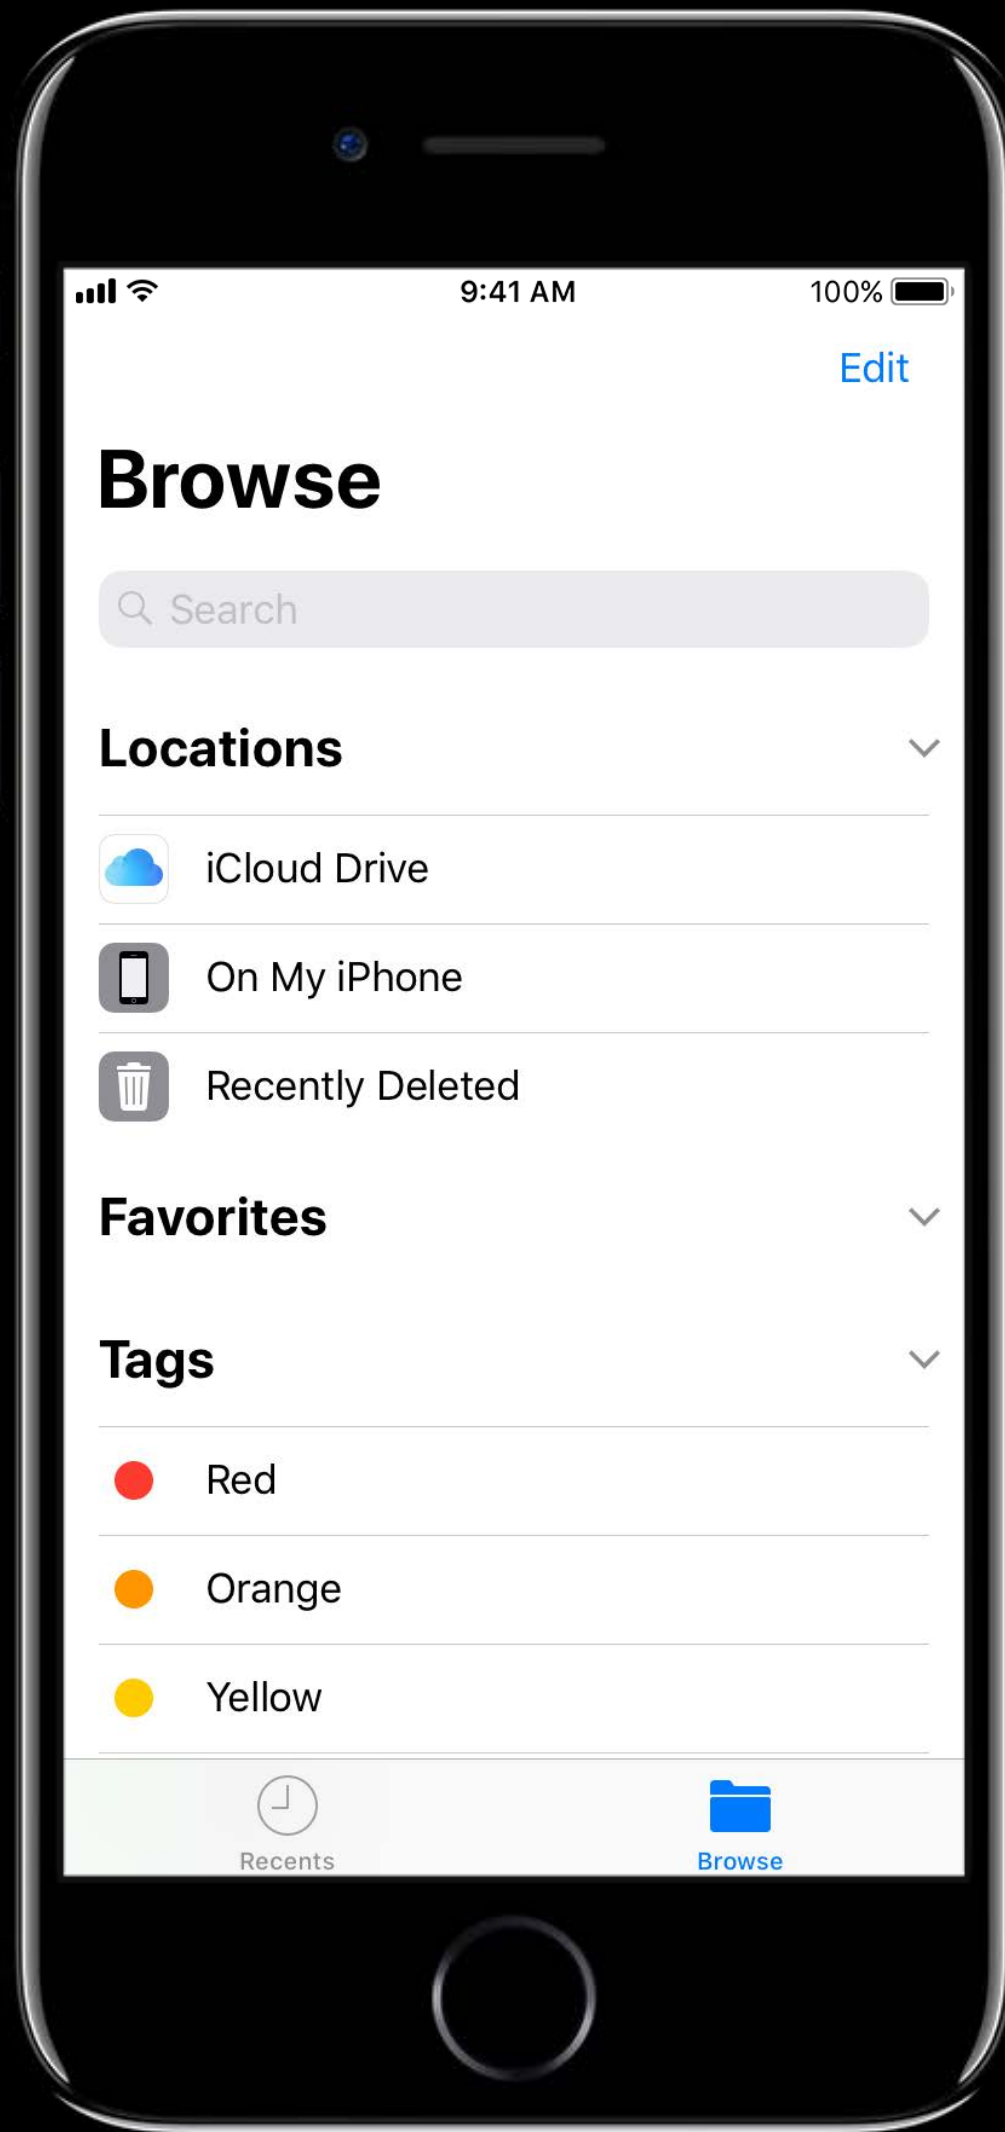 9:41 AM 100%
Edit
Browse
Search
Locations
iCloud Drive
On My iPhone
Recently Deleted
Favorites
Tags
Red
Orange
Yellow
Recents Browse